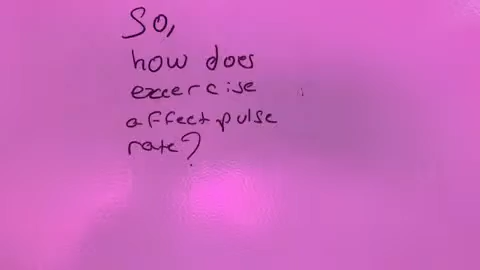 So,
how does
excercise
affect pulse
rate?